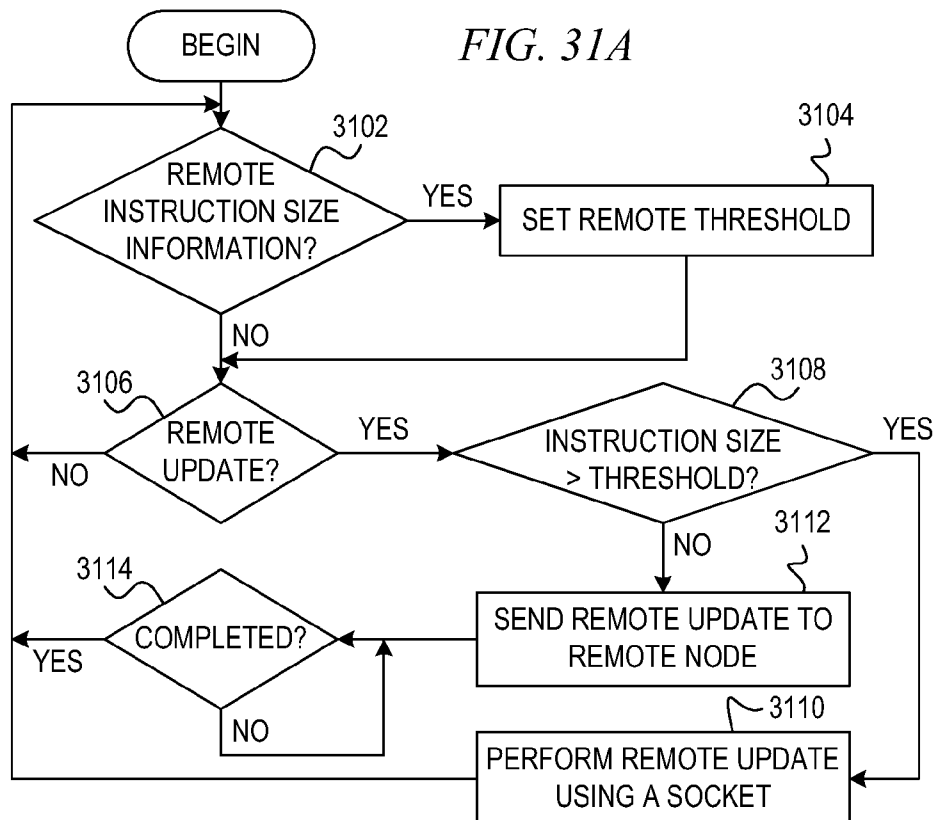 BEGIN
FIG. 31A
3102
3104
REMOTE
INSTRUCTION SIZE
INFORMATION?
YES
SET REMOTE THRESHOLD
NO
3106
3108
REMOTE
UPDATE?
YES
INSTRUCTION SIZE
> THRESHOLD?
YES
NO
NO
3112
3114
COMPLETED?
SEND REMOTE UPDATE TO
REMOTE NODE
YES
NO
3110
PERFORM REMOTE UPDATE
USING A SOCKET